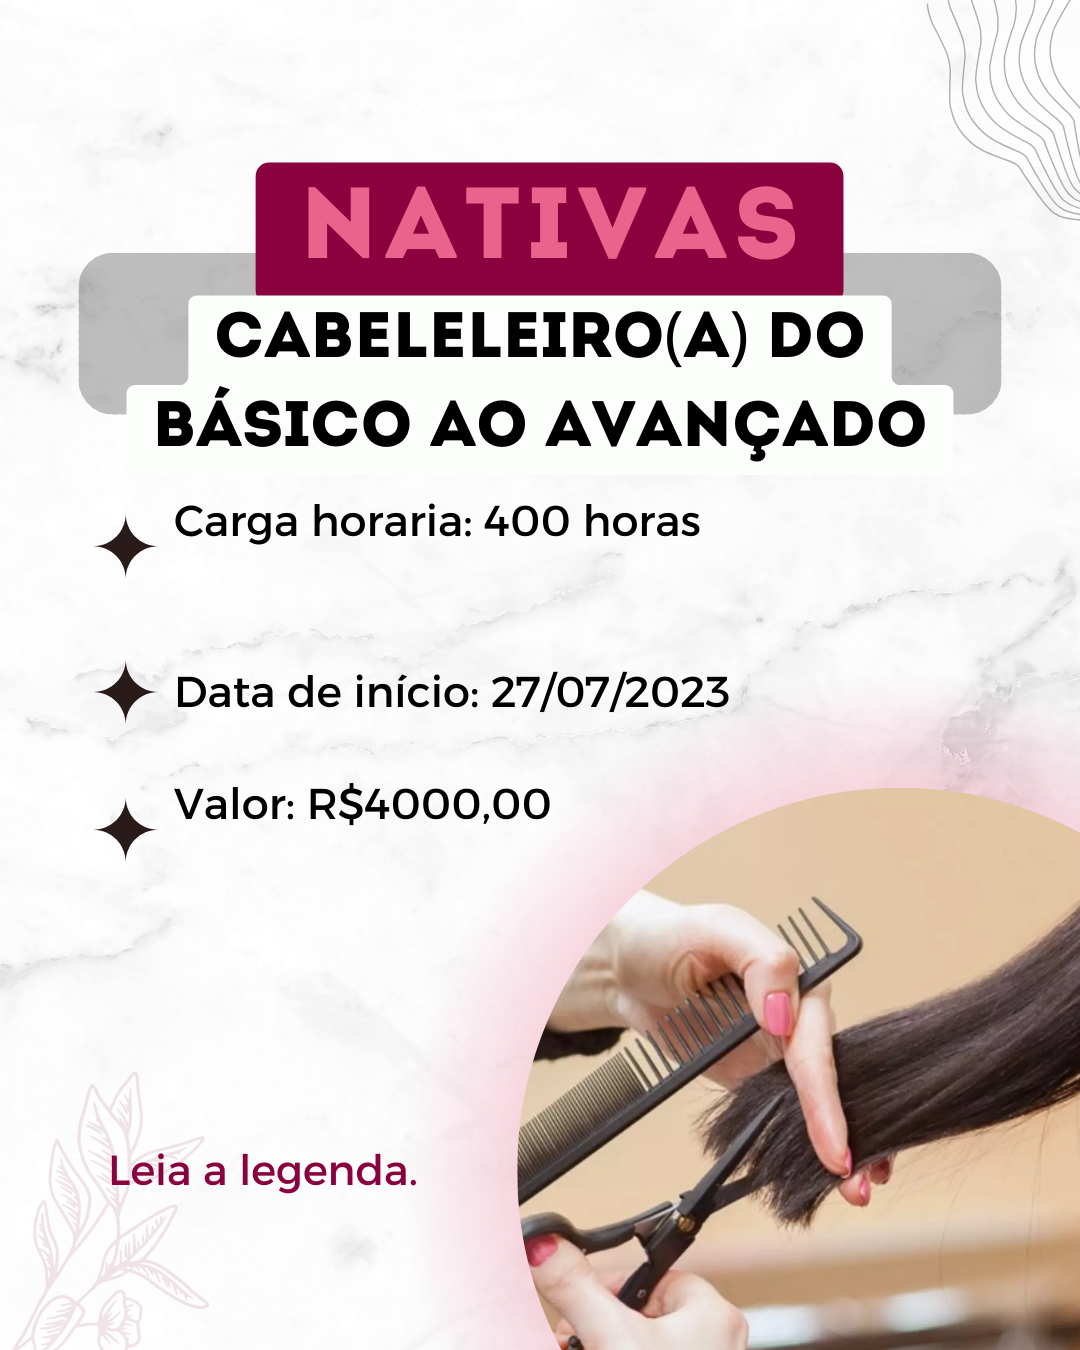 NATIVAS
CABELELEIRO(A) DO
BÁSICO AO AVANÇADO
Carga horaria: 400 horas
Data de início: 27/07/2023
Valor: R$4000,00
Leia a legenda.